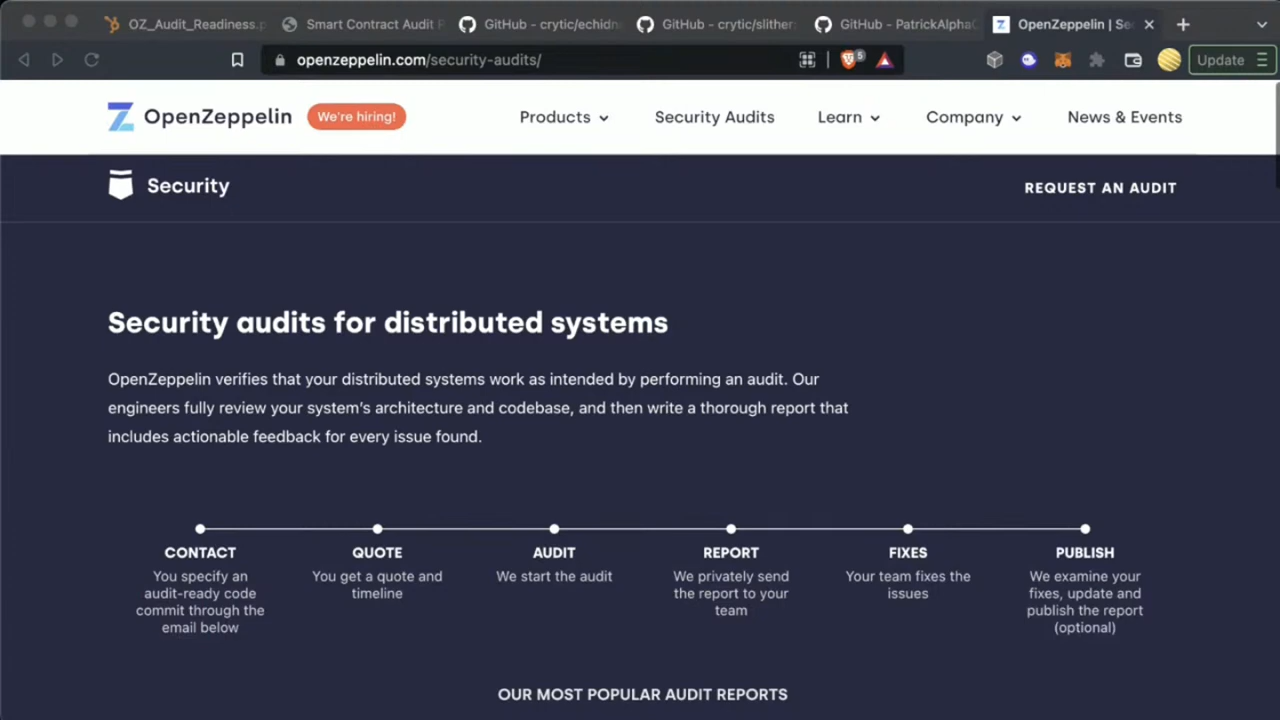 OZ_Audit_Readiness.p
Smart Contract Audit P
GitHub - crytic/echidn
GitHub - crytic/slither:
GitHub - PatrickAlphaC
OpenZeppelin | Se
openzeppelin.com/security-audits/
5
Update
OpenZeppelin
We're hiring!
Products
Security Audits
Learn
Company
News & Events
Security
REQUEST AN AUDIT
Security audits for distributed systems
OpenZeppelin verifies that your distributed systems work as intended by performing an audit. Our
engineers fully review your system's architecture and codebase, and then write a thorough report that
includes actionable feedback for every issue found.
CONTACT
You specify an
audit-ready code
commit through the
email below
QUOTE
You get a quote and
timeline
AUDIT
We start the audit
REPORT
We privately send
the report to your
team
FIXES
Your team fixes the
issues
PUBLISH
We examine your
fixes, update and
publish the report
(optional)
OUR MOST POPULAR AUDIT REPORTS